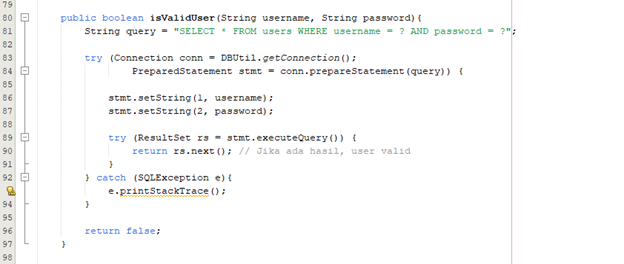 79
80 public boolean isValidUser(String username, String password){
81 String query = "SELECT * FROM users WHERE username = ? AND password = ?";
82
83 try (Connection conn = DBUtil.getConnection();
84 PreparedStatement stmt = conn.prepareStatement(query)) {
85
86 stmt.setString(1, username);
87 stmt.setString(2, password);
88
89 try (ResultSet rs = stmt.executeQuery()) {
90 return rs.next(); // Jika ada hasil, user valid
91 }
92 } catch (SQLException e){
e.printStackTrace();
94 }
95
96 return false;
97 }
98